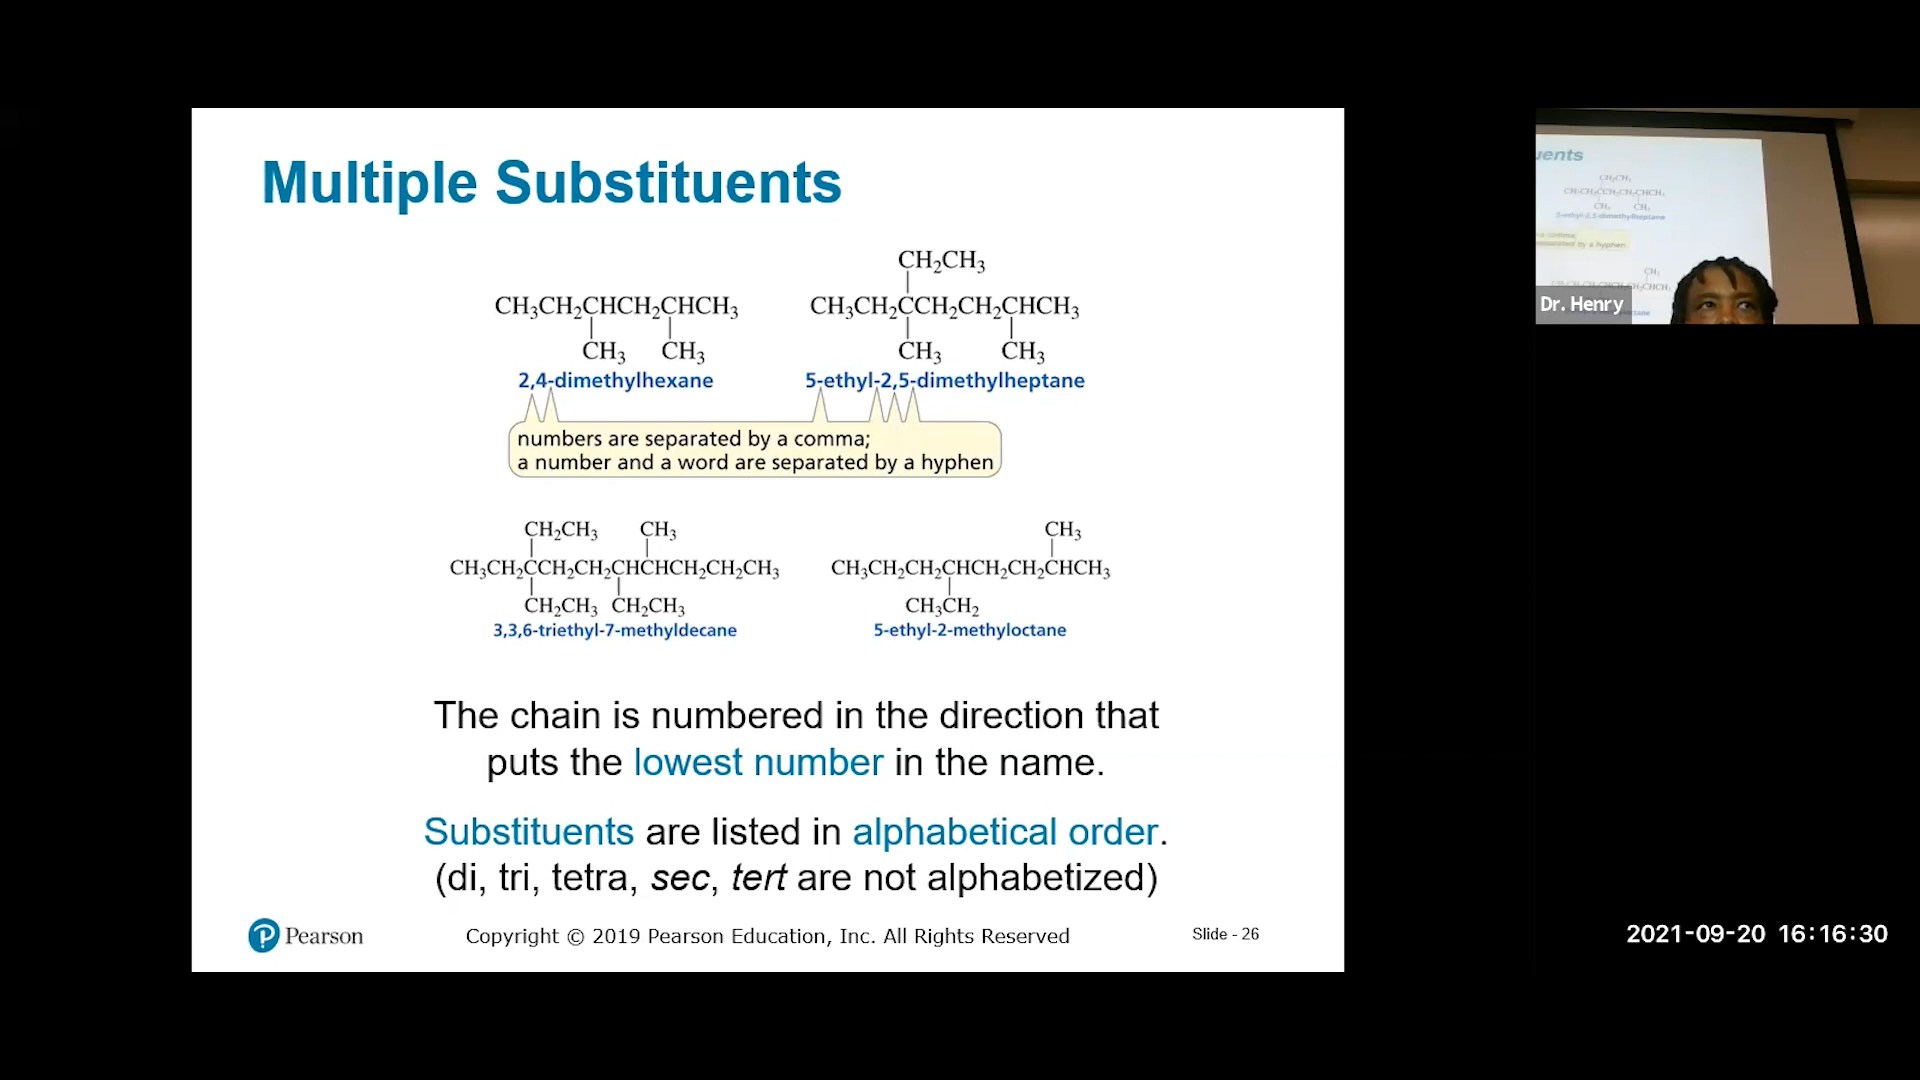 Multiple Substituents
CH₂CH₃
CH₃CH₂CHCH₂CHCH₃
CH₃CH₂CCH₂CH₂CHCH₃
CH₃ CH₃
CH₃ CH₃
2,4-dimethylhexane
5-ethyl-2,5-dimethylheptane
numbers are separated by a comma;
a number and a word are separated by a hyphen
CH₂CH₃ CH₃
CH₃
CH₃CH₂CCH₂CH₂CHCHCH₂CH₂CH₃
CH₃CH₂CH₂CHCH₂CH₂CHCH₃
CH₂CH₃ CH₂CH₃
CH₃CH₂
3,3,6-triethyl-7-methyldecane
5-ethyl-2-methyloctane
The chain is numbered in the direction that
puts the lowest number in the name.
Substituents are listed in alphabetical order.
(di, tri, tetra, sec, tert are not alphabetized)
Pearson
Copyright © 2019 Pearson Education, Inc. All Rights Reserved
Slide - 26
uents
Dr. Henry
2021-09-20 16:16:30